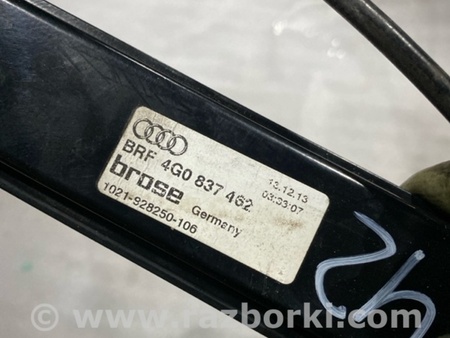 BRF 4G0 837 462
13.12.13
03:33:07
brose
Germany
1021-928250-106
26
www.razborki.com